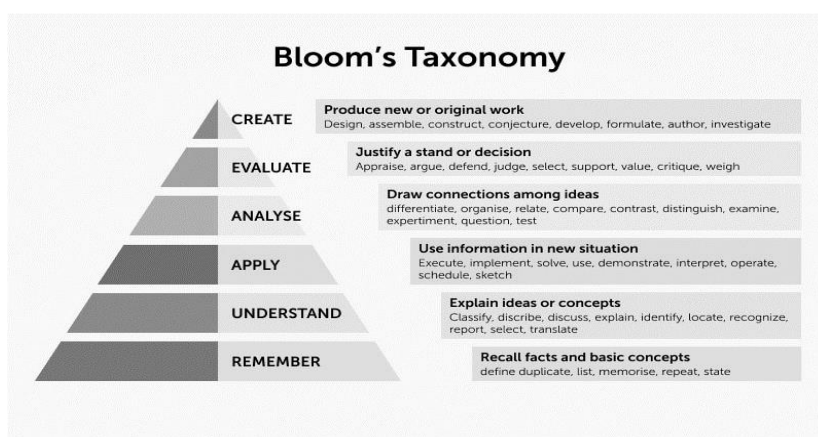 Bloom's Taxonomy
CREATE
Produce new or original work
Design, assemble, construct, conjecture, develop, formulate, author, investigate
EVALUATE
Justify a stand or decision
Appraise, argue, defend, judge, select, support, value, critique, weigh
ANALYSE
Draw connections among ideas
differentiate, organise, relate, compare, contrast, distinguish, examine,
expertiment, question, test
APPLY
Use information in new situation
Execute, implement, solve, use, demonstrate, interpret, operate,
schedule, sketch
UNDERSTAND
Explain ideas or concepts
Classify, discribe, discuss, explain, identify, locate, recognize,
report, select, translate
REMEMBER
Recall facts and basic concepts
define duplicate, list, memorise, repeat, state